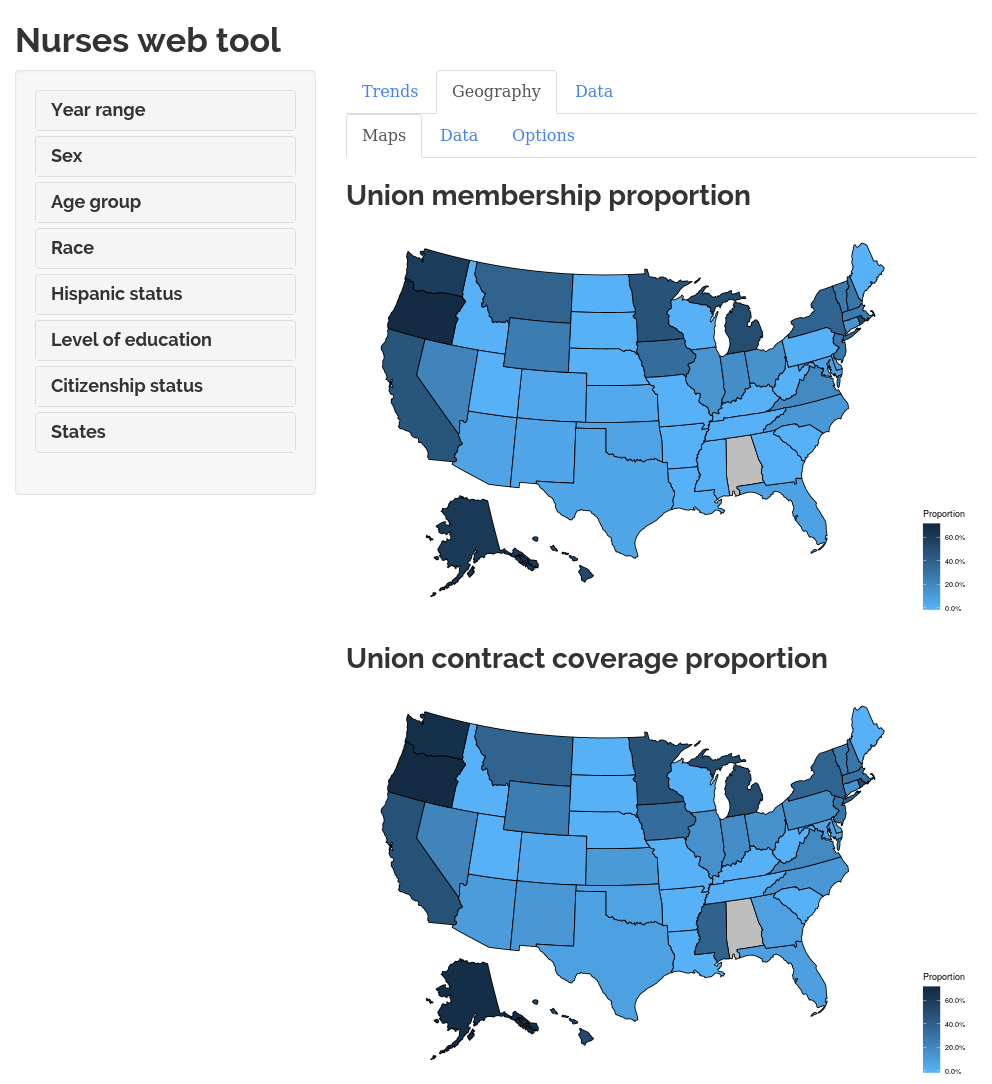 Nurses web tool
Year range
Sex
Age group
Race
Hispanic status
Level of education
Citizenship status
States
Trends Geography Data
Maps Data Options
Union membership proportion
Proportion
60.0%
40.0%
20.0%
0.0%
Union contract coverage proportion
Proportion
60.0%
40.0%
20.0%
0.0%